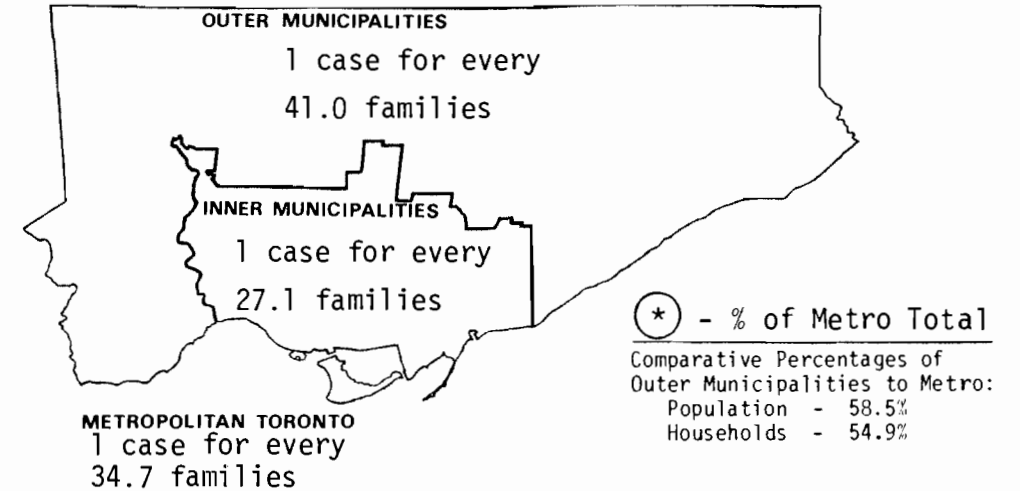 OUTER MUNICIPALITIES
1 case for every
41.0 families
INNER MUNICIPALITIES
1 case for every
27.1 families
METROPOLITAN TORONTO
1 case for every
34.7 families
* - % of Metro Total
Comparative Percentages of
Outer Municipalities to Metro:
Population - 58.5%
Households - 54.9%